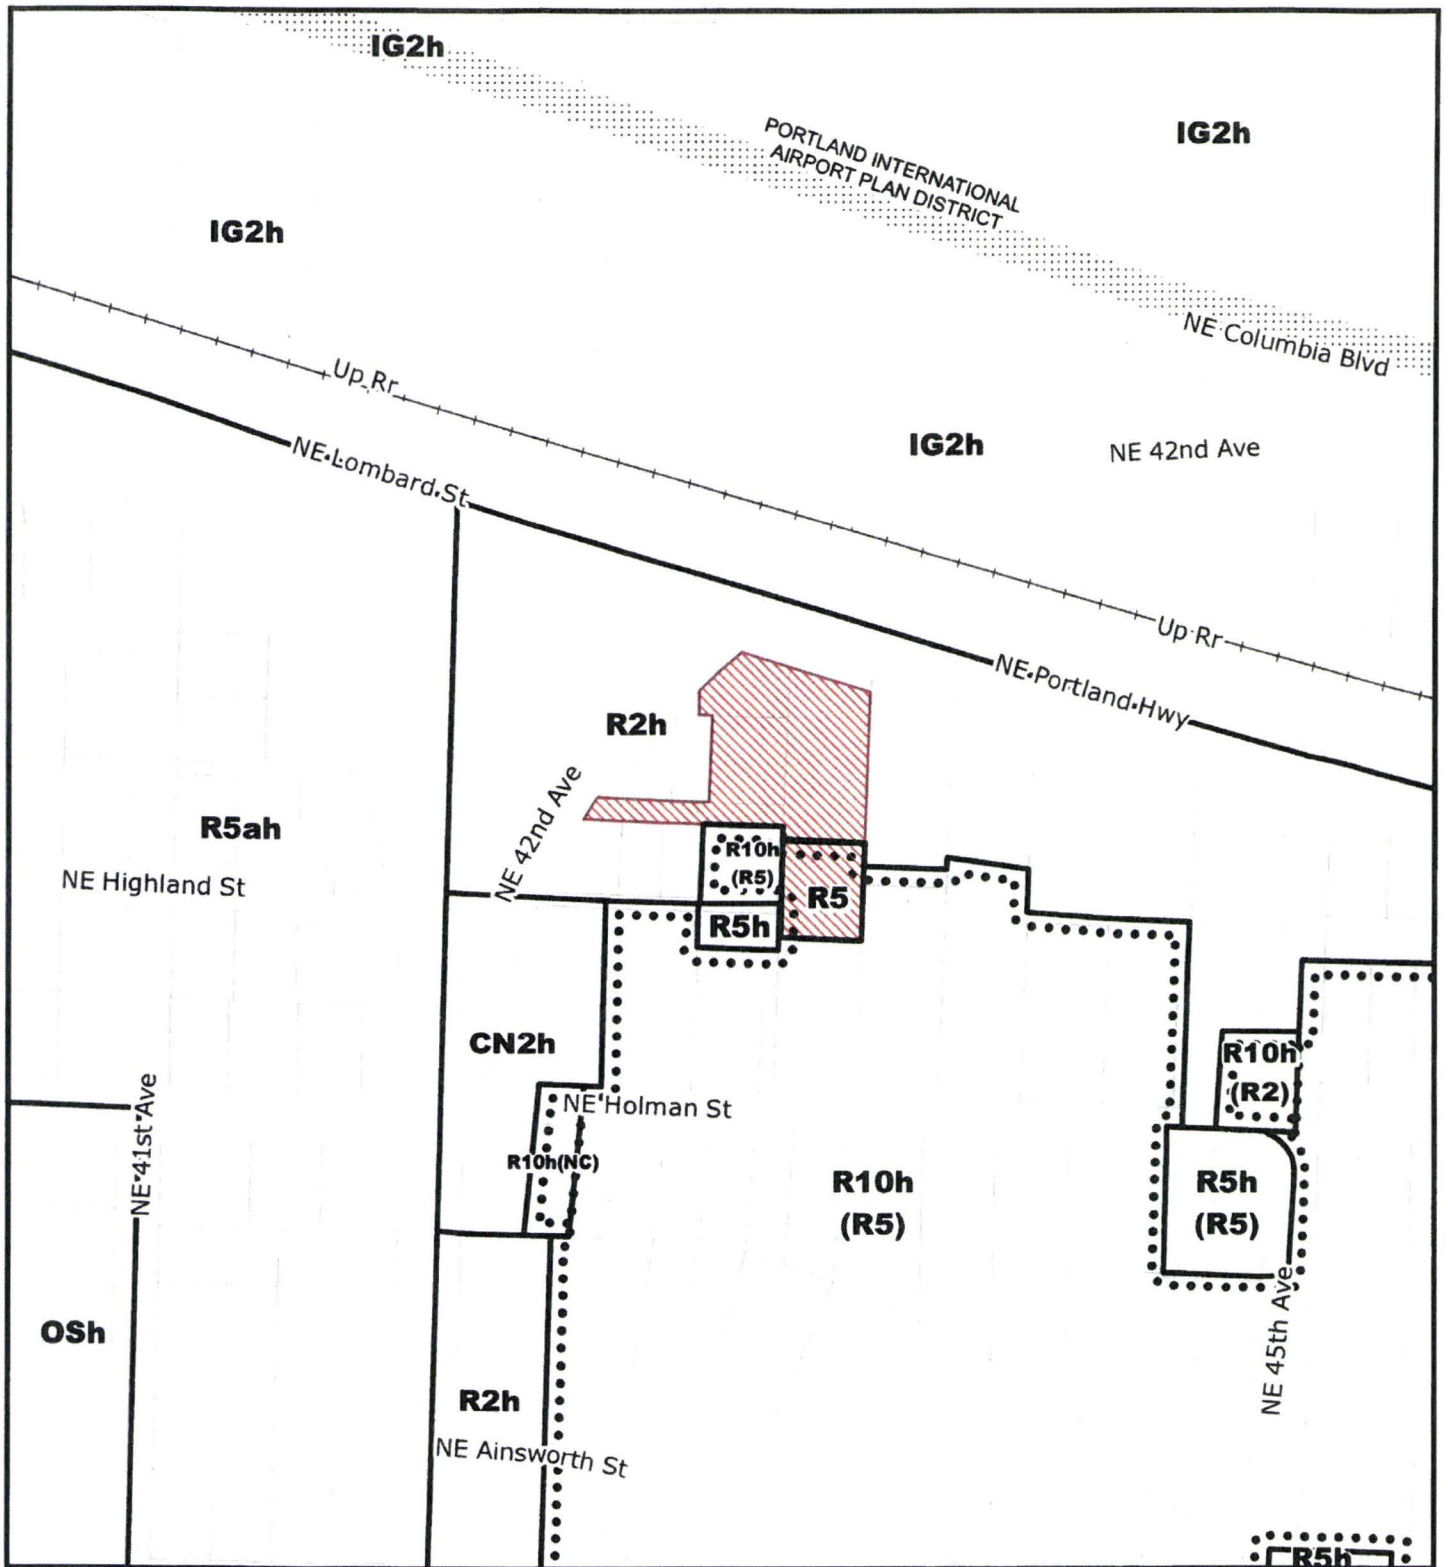 IG2h
PORTLAND INTERNATIONAL
AIRPORT PLAN DISTRICT
IG2h
IG2h
NE Columbia Blvd
Up Rr
NE Lombard St
IG2h
NE 42nd Ave
Up Rr
NE Portland Hwy
R2h
NE 42nd Ave
R5ah
NE Highland St
R10h
(R5)
R5
R5h
CN2h
NE Holman St
R10h(NC)
NE 41st Ave
R10h
(R2)
R10h
(R5)
R5h
(R5)
NE 45th Ave
OSh
R2h
NE Ainsworth St
R5h